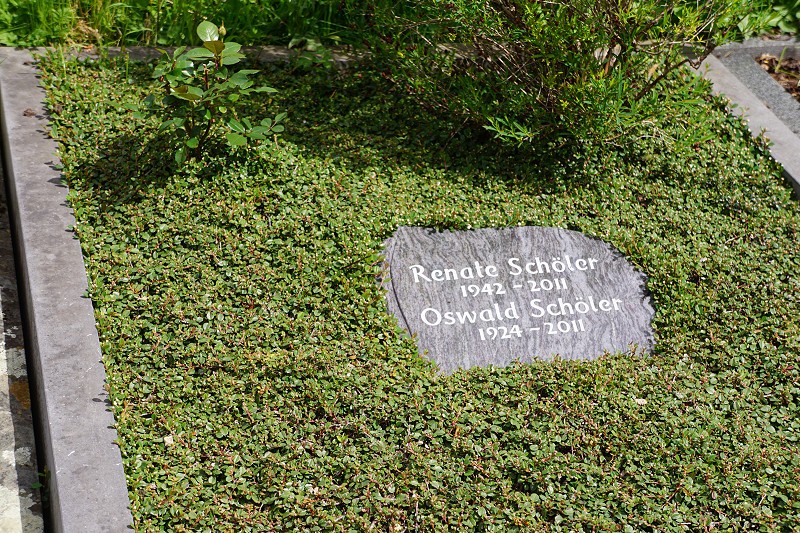 Renate Schöler
1942 - 2011
Oswald Schöler
1924 - 2011